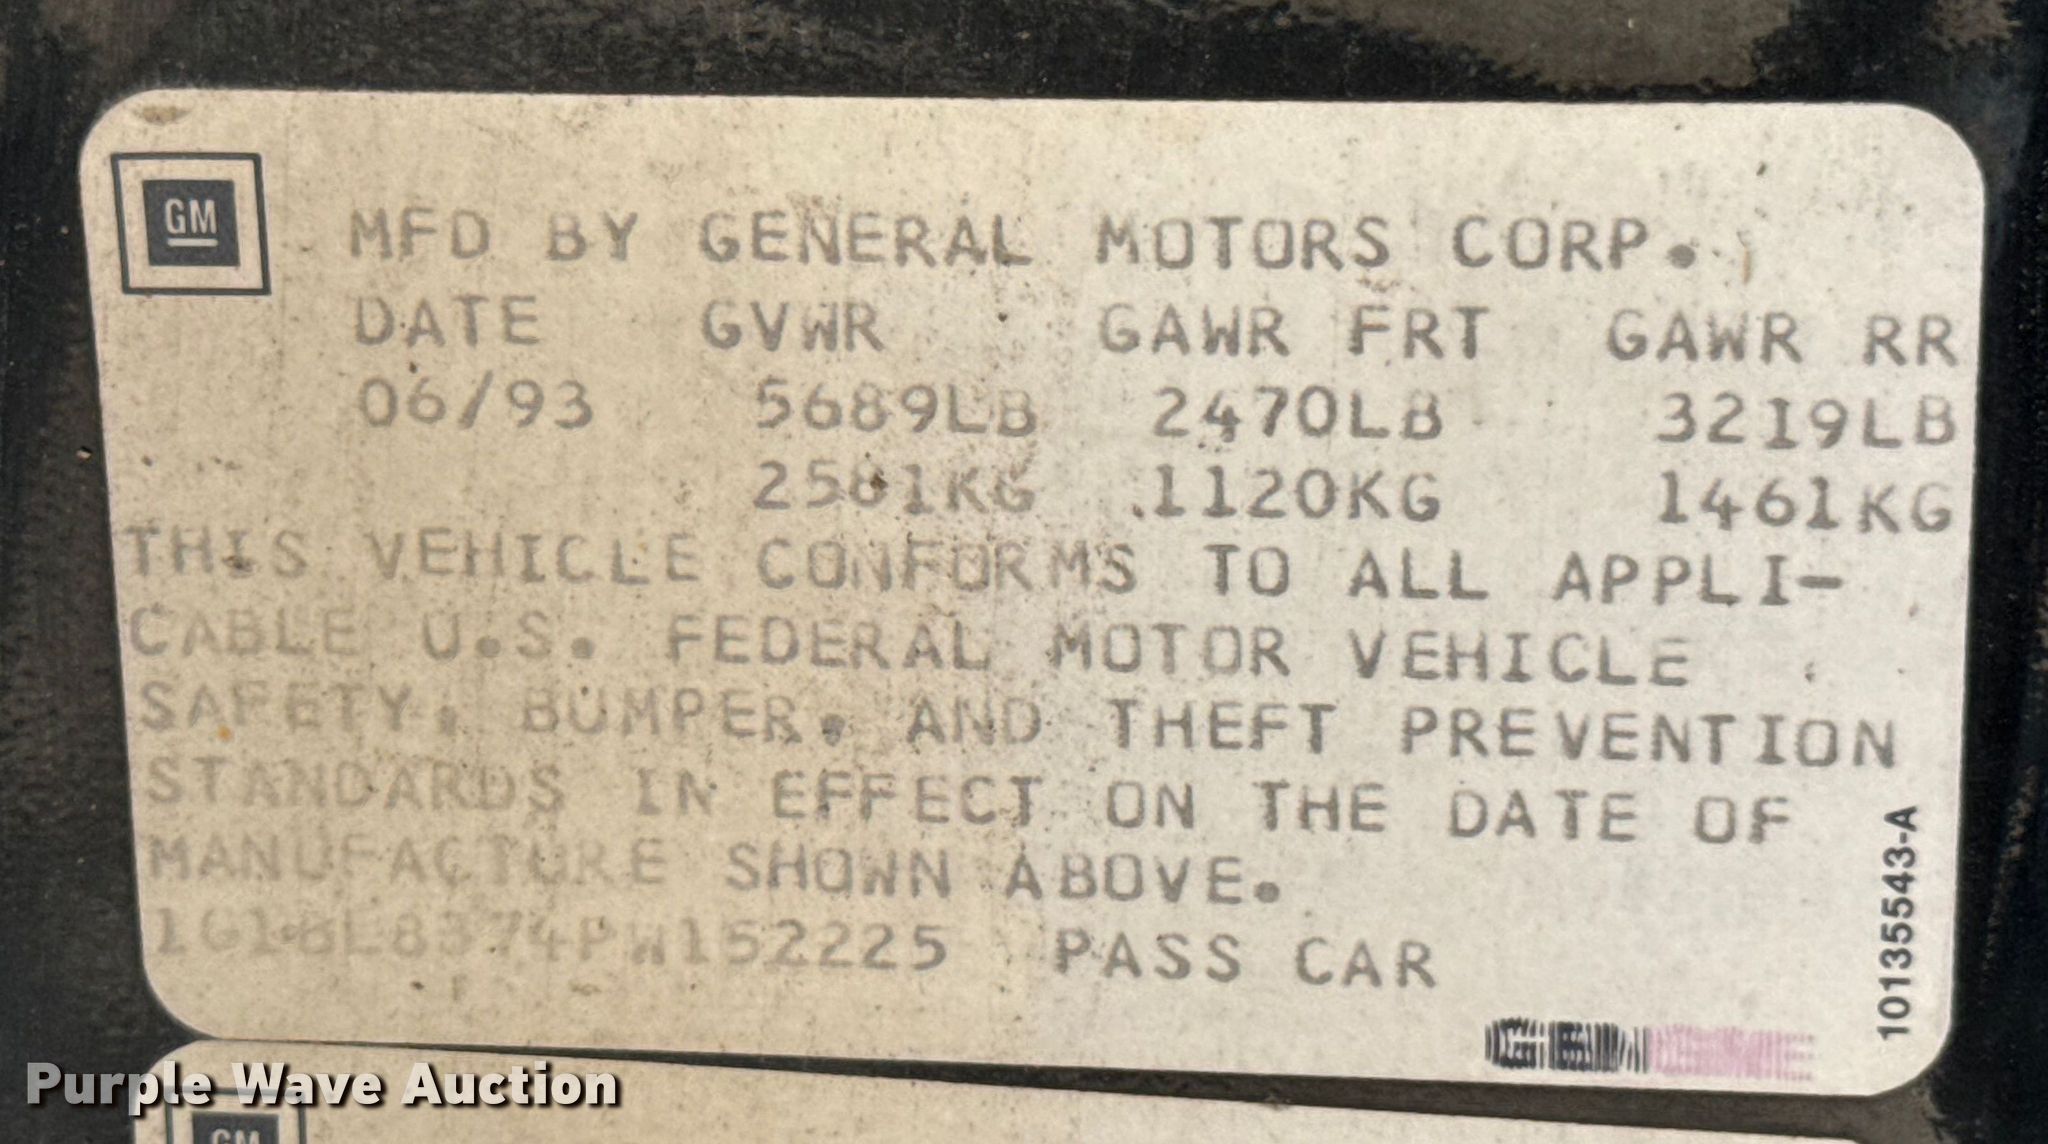 GM
MFD BY GENERAL MOTORS CORP.
DATE GVWR GAWR FRT GAWR RR
06/93 5689LB 2470LB 3219LB
2581KG 1120KG 1461KG
THIS VEHICLE CONFORMS TO ALL APPLI-
CABLE U.S. FEDERAL MOTOR VEHICLE
SAFETY, BUMPER, AND THEFT PREVENTION
STANDARDS IN EFFECT ON THE DATE OF
MANUFACTURE SHOWN ABOVE.
1G1BL8374PW152225 PASS CAR
10135543-A
Purple Wave Auction
GM